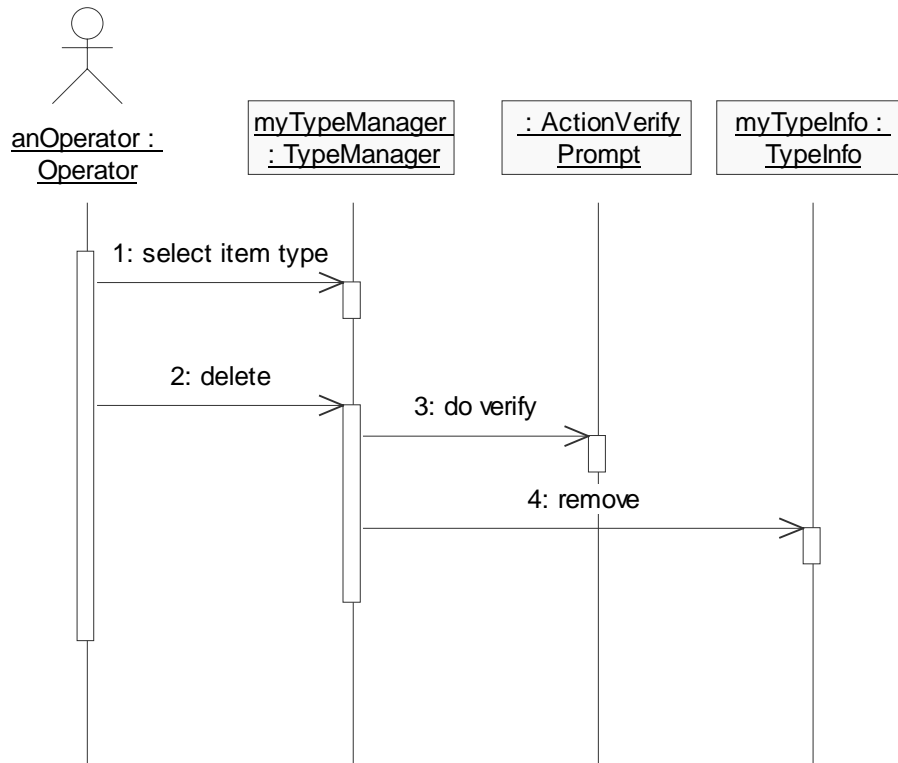 anOperator :
Operator
myTypeManager
: TypeManager
: ActionVerify
Prompt
myTypeInfo :
TypeInfo
1: select item type
2: delete
3: do verify
4: remove